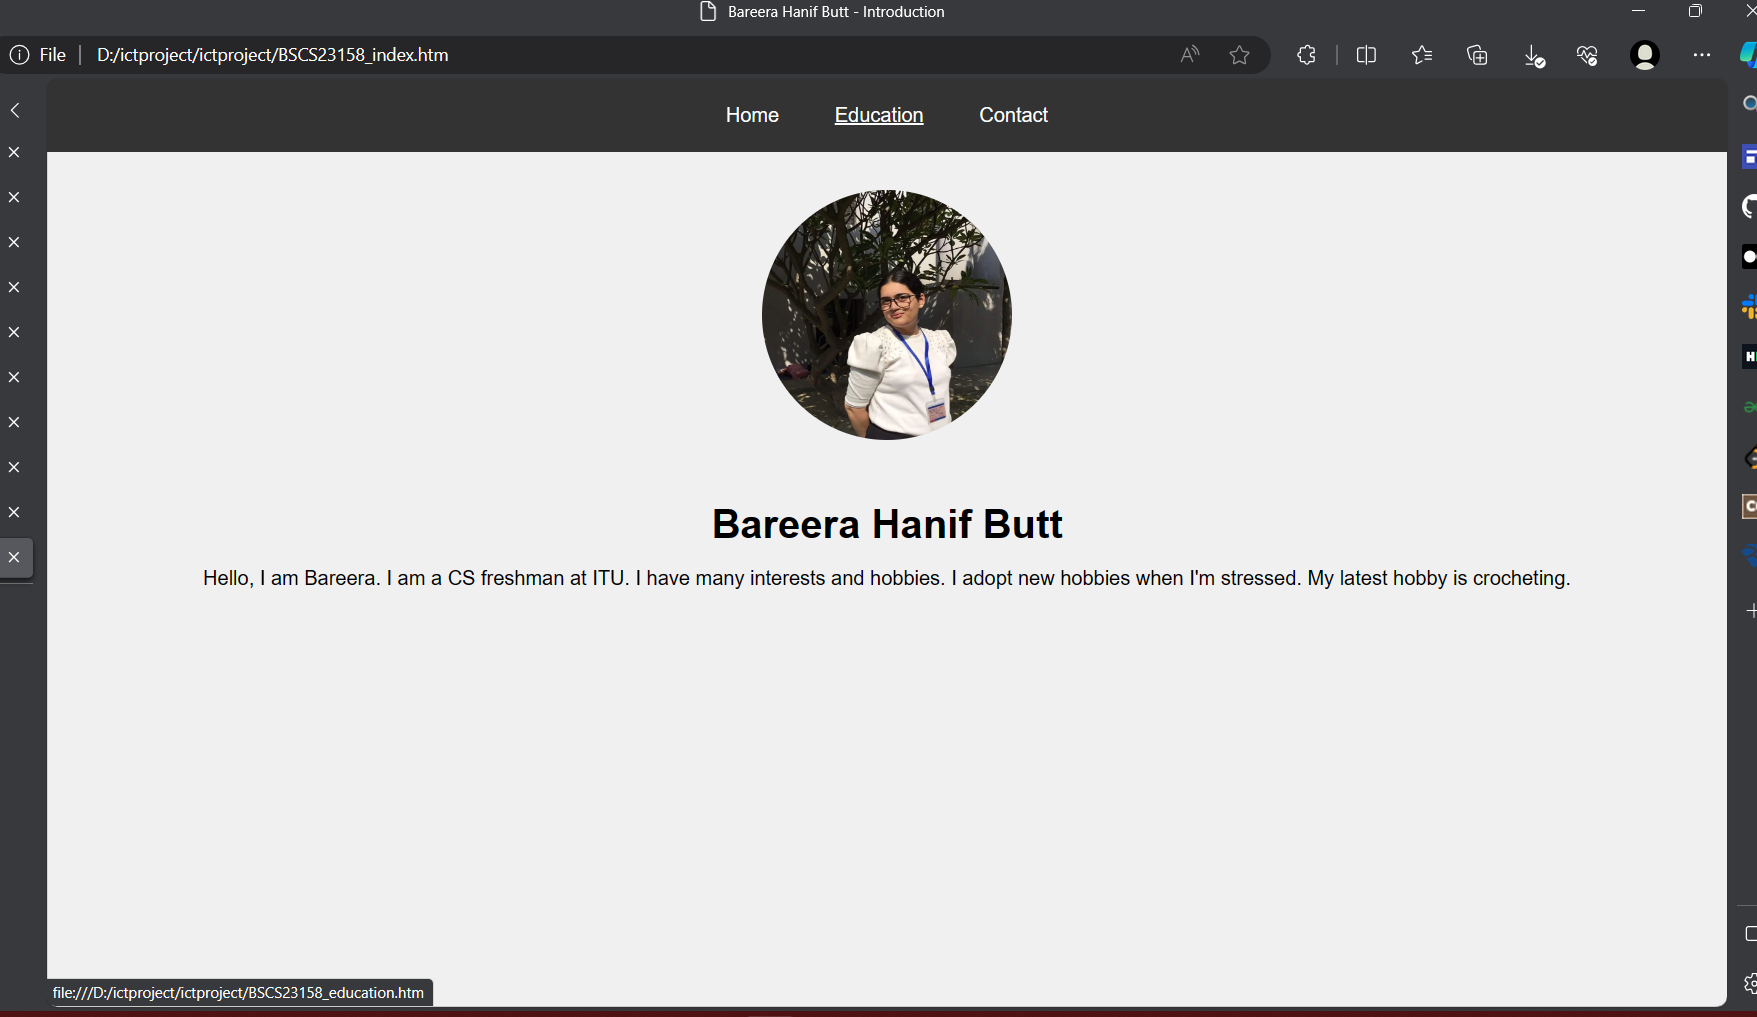 Bareera Hanif Butt - Introduction
File D:/ictproject/ictproject/BSCS23158_index.htm
Home Education Contact
Bareera Hanif Butt
Hello, I am Bareera. I am a CS freshman at ITU. I have many interests and hobbies. I adopt new hobbies when I'm stressed. My latest hobby is crocheting.
file:///D:/ictproject/ictproject/BSCS23158_education.htm